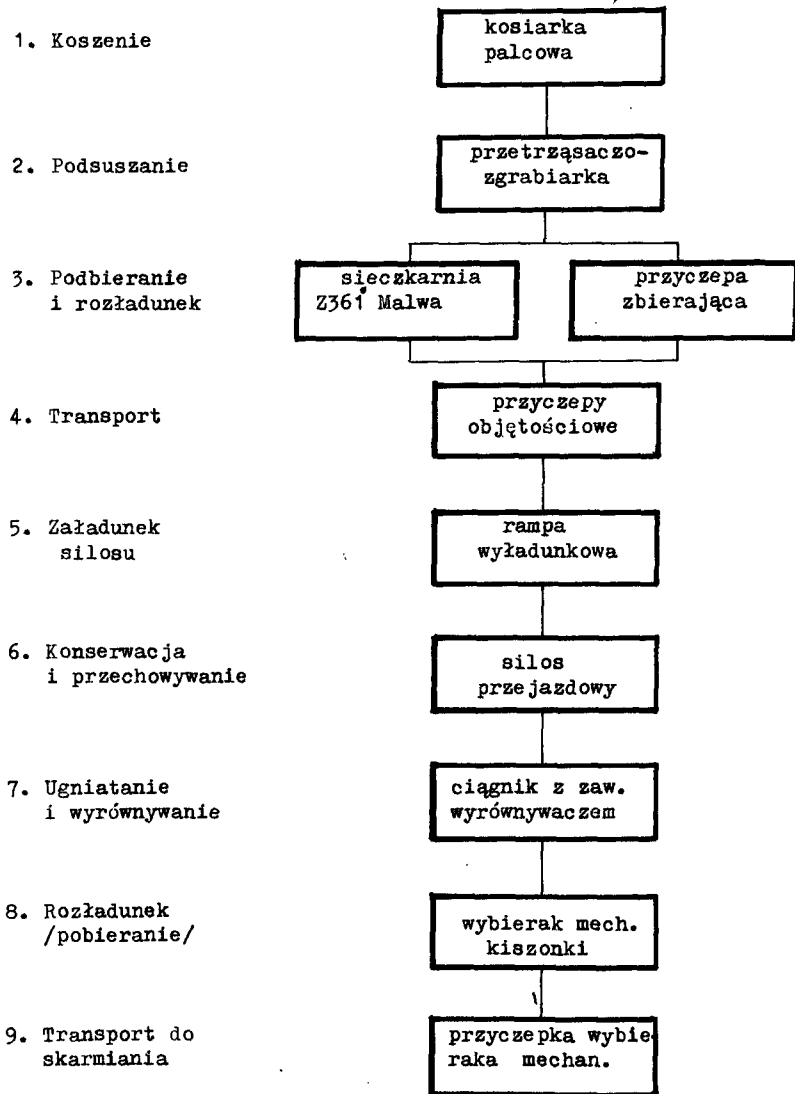 1. Koszenie
kosiarka
palcowa
2. Podsuszanie
przetrząsaczo-
zgrabiarka
3. Podbieranie
i rozładunek
sieczkarnia
Z361 Malwa
przyczepa
zbierająca
4. Transport
przyczepy
objętościowe
5. Załadunek
silosu
rampa
wyładunkowa
6. Konserwacja
i przechowywanie
silos
przejazdowy
7. Ugniatanie
i wyrównywanie
ciągnik z zaw.
wyrównywaczem
8. Rozładunek
/pobieranie/
wybierak mech.
kiszonki
9. Transport do
skarmiania
przyczepka wybie-
raka mechan.